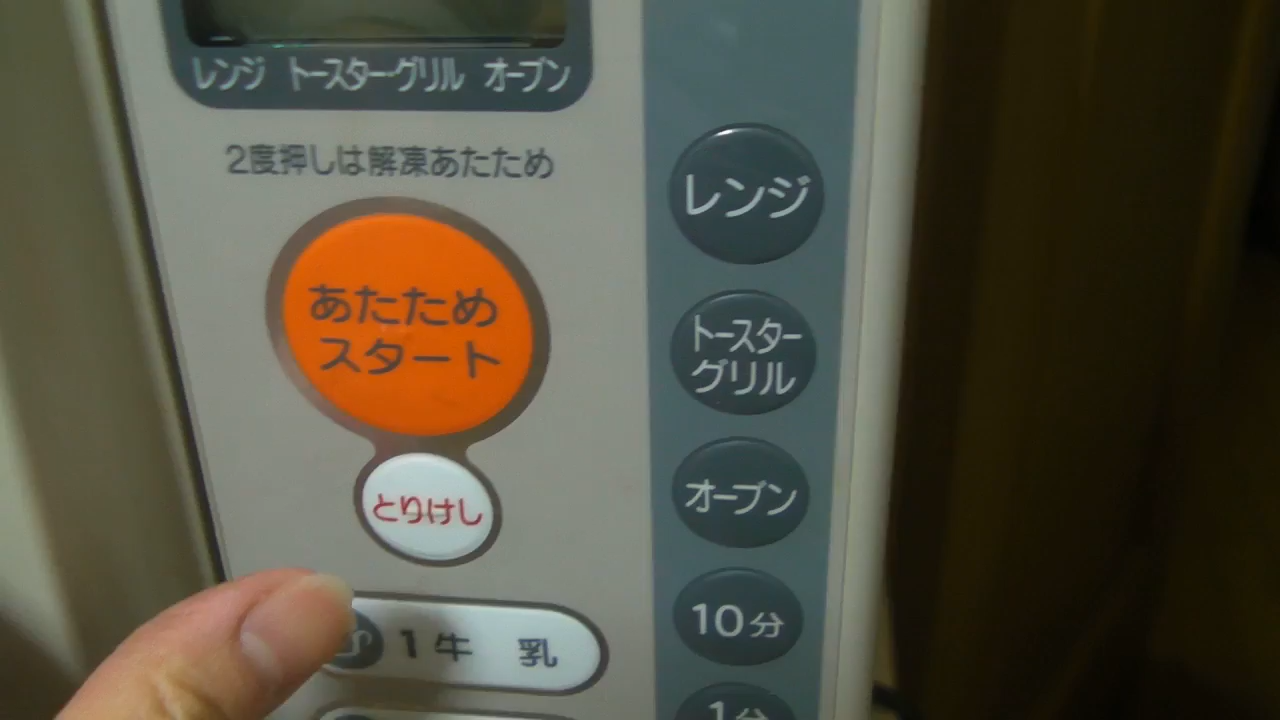 レンジ トースター・グリル オーブン
2度押しは解凍あたため
あたため
スタート
とりけし
1牛 乳
レンジ
トースター
グリル
オーブン
10分
1分